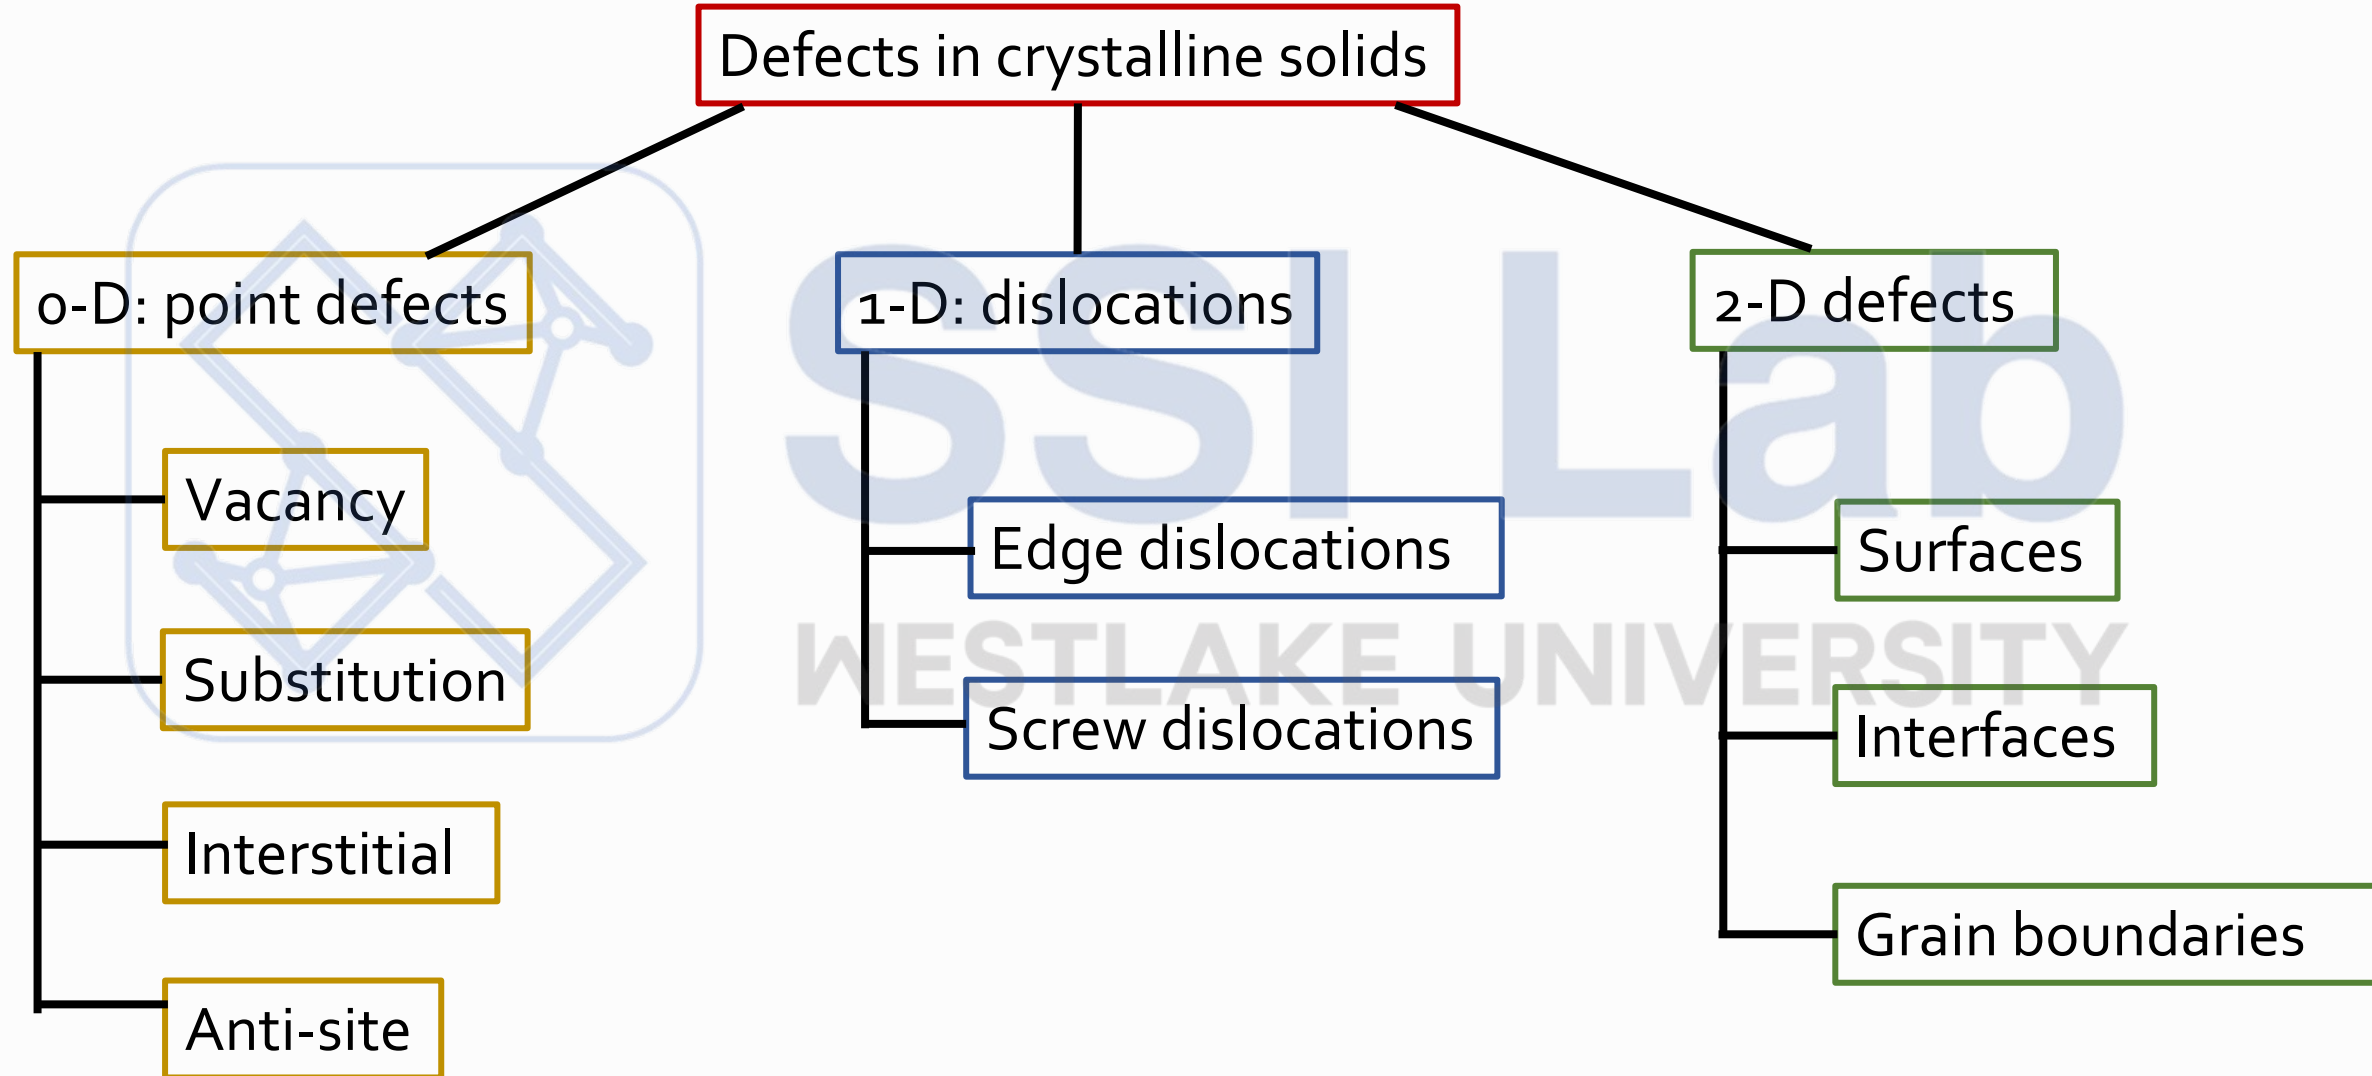 Defects in crystalline solids
0-D: point defects
Vacancy
Substitution
Interstitial
Anti-site
1-D: dislocations
Edge dislocations
Screw dislocations
2-D defects
Surfaces
Interfaces
Grain boundaries
SSI Lab
WESTLAKE UNIVERSITY